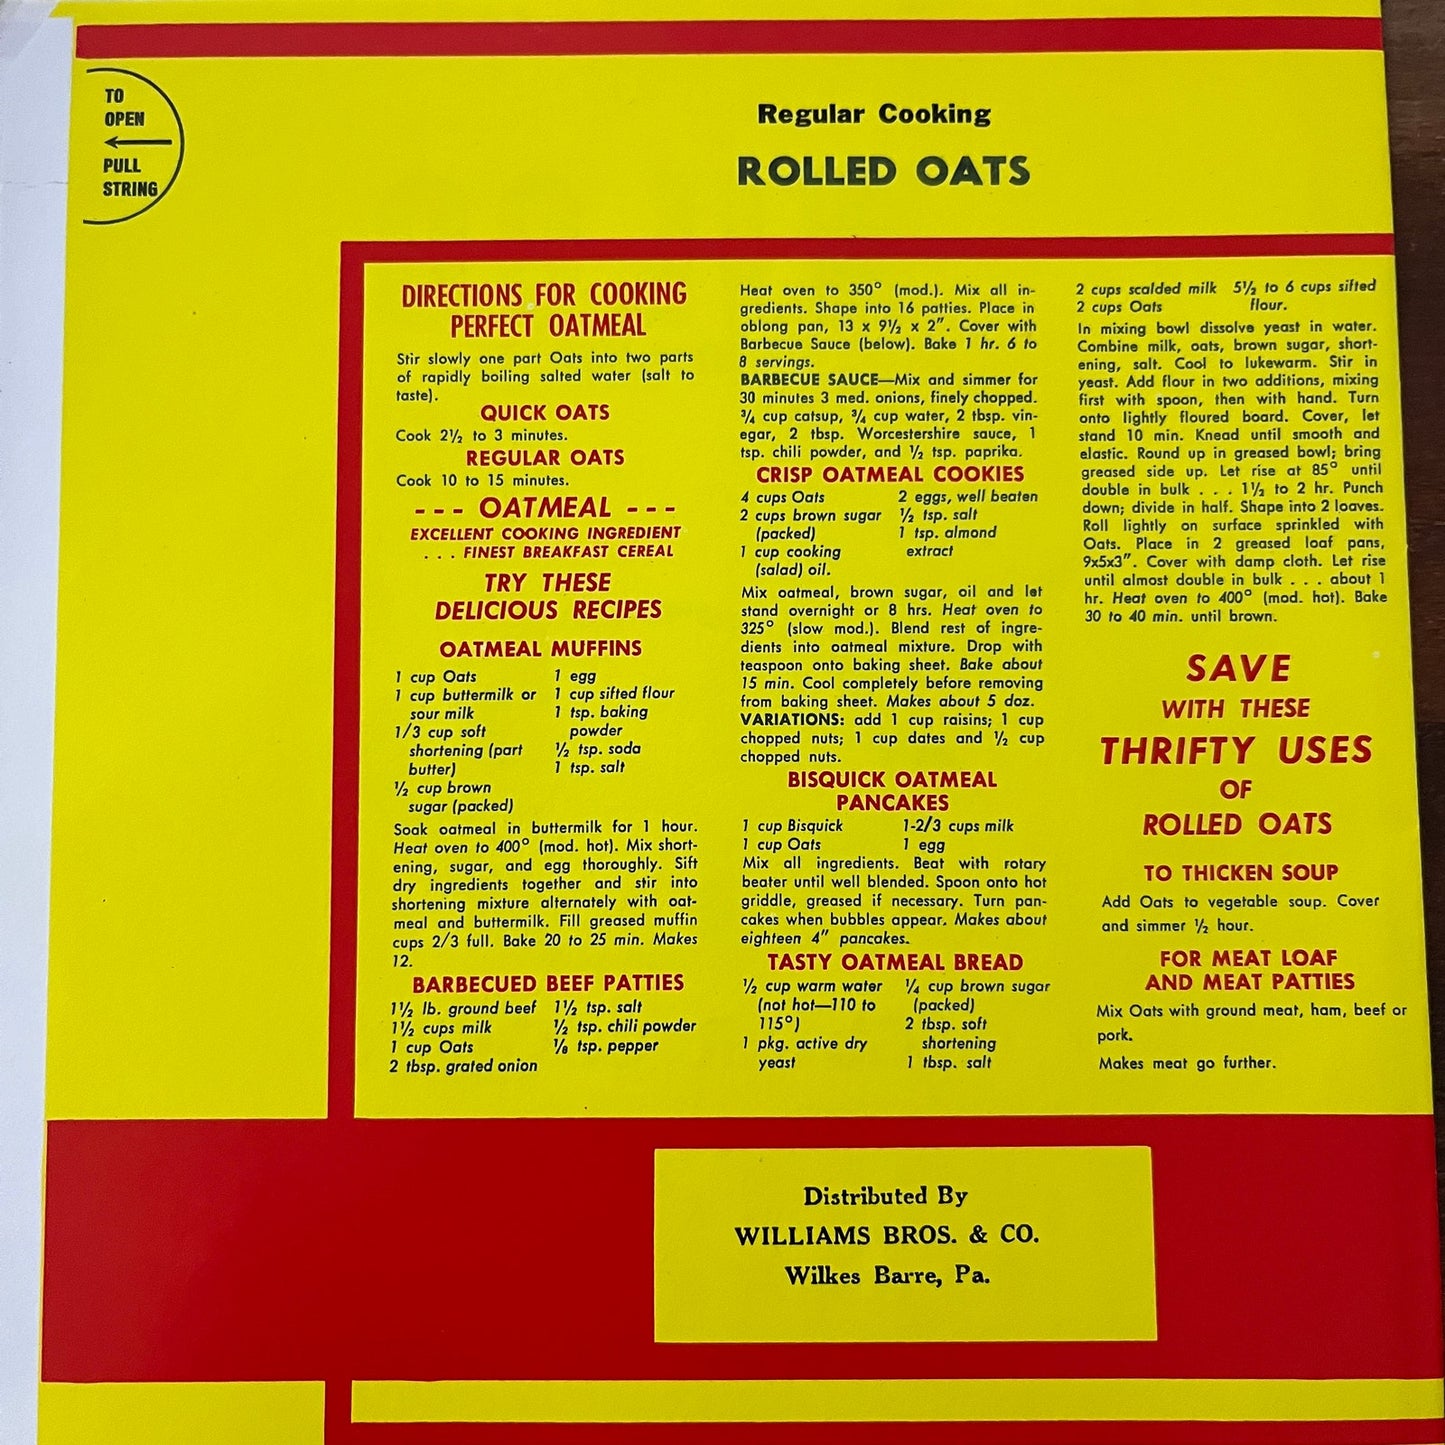 TO
OPEN
PULL
STRING
Regular Cooking
ROLLED OATS
DIRECTIONS FOR COOKING
PERFECT OATMEAL
Stir slowly one part Oats into two parts
of rapidly boiling salted water (salt to
taste).
QUICK OATS
Cook 2½ to 3 minutes.
REGULAR OATS
Cook 10 to 15 minutes.
--- OATMEAL ---
EXCELLENT COOKING INGREDIENT
. . . FINEST BREAKFAST CEREAL
TRY THESE
DELICIOUS RECIPES
OATMEAL MUFFINS
1 cup Oats
1 cup buttermilk or
sour milk
1/3 cup soft
shortening (part
butter)
½ cup brown
sugar (packed)
1 egg
1 cup sifted flour
1 tsp. baking
powder
½ tsp. soda
1 tsp. salt
Soak oatmeal in buttermilk for 1 hour.
Heat oven to 400° (mod. hot). Mix short-
ening, sugar, and egg thoroughly. Sift
dry ingredients together and stir into
shortening mixture alternately with oat-
meal and buttermilk. Fill greased muffin
cups 2/3 full. Bake 20 to 25 min. Makes
12.
BARBECUED BEEF PATTIES
1½ lb. ground beef
1½ cups milk
1 cup Oats
2 tbsp. grated onion
1½ tsp. salt
½ tsp. chili powder
⅛ tsp. pepper
Heat oven to 350° (mod.). Mix all in-
gredients. Shape into 16 patties. Place in
oblong pan, 13 x 9½ x 2". Cover with
Barbecue Sauce (below). Bake 1 hr. 6 to
8 servings.
BARBECUE SAUCE—Mix and simmer for
30 minutes 3 med. onions, finely chopped.
¾ cup catsup, ¾ cup water, 2 tbsp. vin-
egar, 2 tbsp. Worcestershire sauce, 1
tsp. chili powder, and ½ tsp. paprika.
CRISP OATMEAL COOKIES
4 cups Oats
2 cups brown sugar
(packed)
1 cup cooking
(salad) oil.
2 eggs, well beaten
½ tsp. salt
1 tsp. almond
extract
Mix oatmeal, brown sugar, oil and let
stand overnight or 8 hrs. Heat oven to
325° (slow mod.). Blend rest of ingre-
dients into oatmeal mixture. Drop with
teaspoon onto baking sheet. Bake about
15 min. Cool completely before removing
from baking sheet. Makes about 5 doz.
VARIATIONS: add 1 cup raisins; 1 cup
chopped nuts; 1 cup dates and ½ cup
chopped nuts.
BISQUICK OATMEAL
PANCAKES
1 cup Bisquick
1 cup Oats
1-2/3 cups milk
1 egg
Mix all ingredients. Beat with rotary
beater until well blended. Spoon onto hot
griddle, greased if necessary. Turn pan-
cakes when bubbles appear. Makes about
eighteen 4" pancakes.
TASTY OATMEAL BREAD
½ cup warm water
(not hot—110 to
115°)
1 pkg. active dry
yeast
¼ cup brown sugar
(packed)
2 tbsp. soft
shortening
1 tbsp. salt
2 cups scalded milk
2 cups Oats
5½ to 6 cups sifted
flour.
In mixing bowl dissolve yeast in water.
Combine milk, oats, brown sugar, short-
ening, salt. Cool to lukewarm. Stir in
yeast. Add flour in two additions, mixing
first with spoon, then with hand. Turn
onto lightly floured board. Cover, let
stand 10 min. Knead until smooth and
elastic. Round up in greased bowl; bring
greased side up. Let rise at 85° until
double in bulk . . . 1½ to 2 hr. Punch
down; divide in half. Shape into 2 loaves.
Roll lightly on surface sprinkled with
Oats. Place in 2 greased loaf pans,
9x5x3". Cover with damp cloth. Let rise
until almost double in bulk . . . about 1
hr. Heat oven to 400° (mod. hot). Bake
30 to 40 min. until brown.
SAVE
WITH THESE
THRIFTY USES
OF
ROLLED OATS
TO THICKEN SOUP
Add Oats to vegetable soup. Cover
and simmer ½ hour.
FOR MEAT LOAF
AND MEAT PATTIES
Mix Oats with ground meat, ham, beef or
pork.
Makes meat go further.
Distributed By
WILLIAMS BROS. & CO.
Wilkes Barre, Pa.